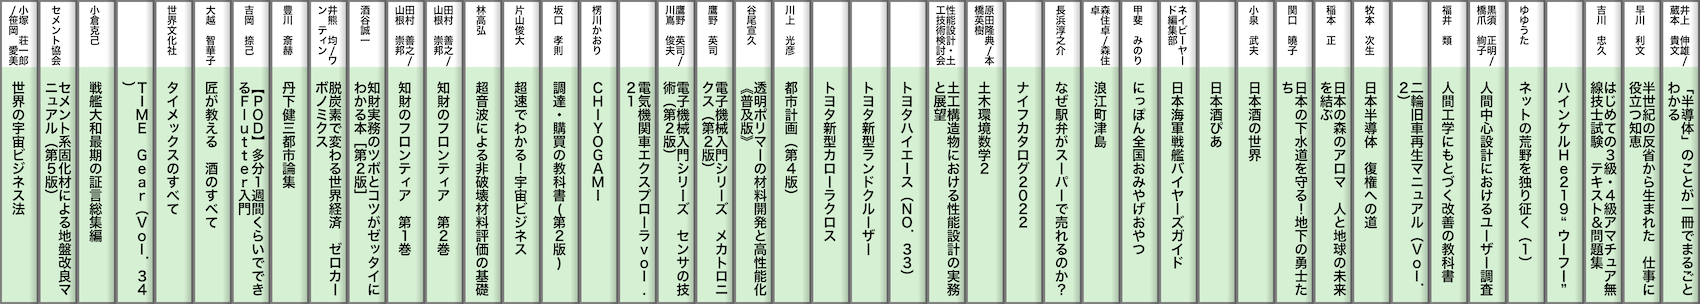 井上 伸雄/
蔵本 貴文
「半導体」のことが一冊でまるごと
わかる
早川 利文
半世紀の反省から生まれた 仕事に
役立つ知恵
吉川 忠久
はじめての3級・4級アマチュア無
線技士試験 テキスト&問題集
ハインケルHe219“ウーフー”
ゆゆうた
ネットの荒野を独り征く(1)
黒須 正明/
橋爪 絢子
人間中心設計におけるユーザー調査
福井 類
人間工学にもとづく改善の教科書
二輪旧車再生マニュアル(Vol.
2)
牧本 次生
日本半導体 復権への道
稲本 正
日本の森のアロマ 人と地球の未来
を結ぶ
関口 曉子
日本の下水道を守る!地下の勇士た
ち
小泉 武夫
日本酒の世界
日本酒ぴあ
ネイビーヤー
ド編集部
日本海軍戦艦バイヤーズガイド
甲斐 みのり
にっぽん全国おみやげおやつ
森住卓/森住
卓
浪江町津島
長浜淳之介
なぜ駅弁がスーパーで売れるのか?
ナイフカタログ2022
原田隆典/本
橋英樹
土木環境数学2
性能設計・土
工技術検討会
土工構造物における性能設計の実務
と展望
トヨタハイエース(NO.33)
トヨタ新型ランドクルーザー
トヨタ新型カローラクロス
川上 光彦
都市計画(第4版)
谷尾宣久
透明ポリマーの材料開発と高性能化
《普及版》
鷹野 英司
電子機械入門シリーズ メカトロニ
クス(第2版)
鷹野 英司/
川嶌 俊夫
電子機械入門シリーズ センサの技
術(第2版)
電気機関車エクスプローラvol.
21
楞川かおり
CHIYOGAMI
坂口 孝則
調達・購買の教科書(第2版)
片山俊大
超速でわかる!宇宙ビジネス
林高弘
超音波による非破壊材料評価の基礎
田村 善之/
山根 崇邦
知財のフロンティア 第2巻
田村 善之/
山根 崇邦
知財のフロンティア 第1巻
酒谷誠一
知財実務のツボとコツがゼッタイに
わかる本[第2版]
井熊 均/ワ
ン ティン
脱炭素で変わる世界経済 ゼロカー
ボノミクス
豊川 斎赫
丹下健三都市論集
吉岡 捺己
【POD】多分1週間くらいでできる
Flutter入門
大越 智華子
匠が教える 酒のすべて
世界文化社
タイメックスのすべて
TIME Gear(Vol.34
)
小倉克己
戦艦大和最期の証言総集編
セメント協会
セメント系固化材による地盤改良マ
ニュアル(第5版)
小塚 荘一郎
/笹岡 愛美
世界の宇宙ビジネス法